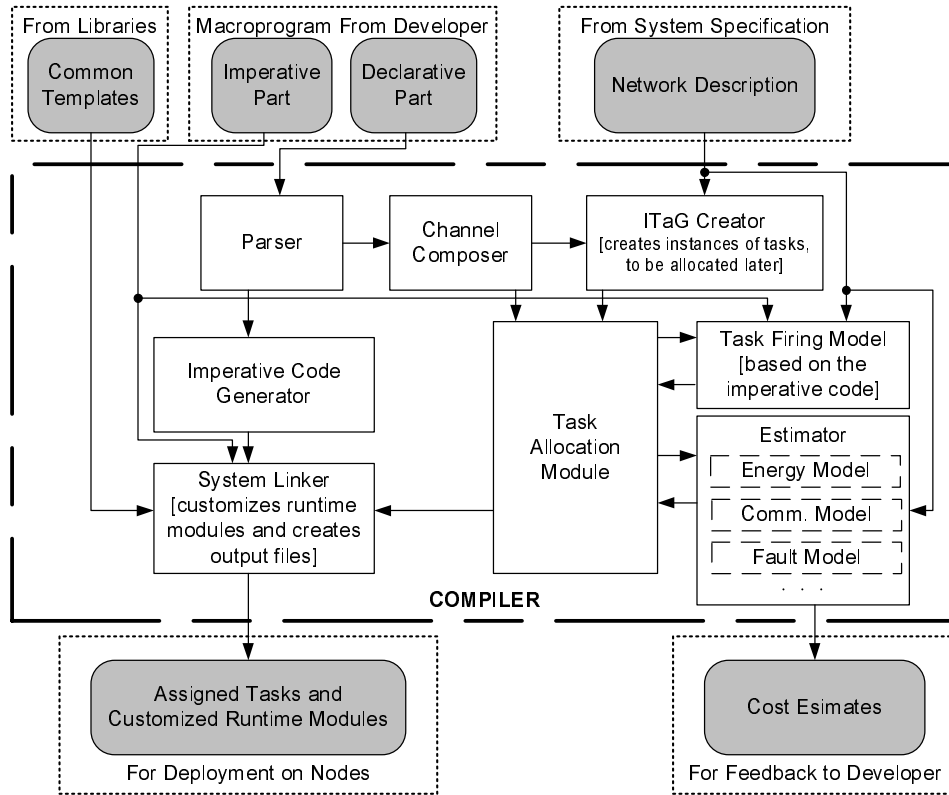 From Libraries
Macroprogram From Developer
From System Specification
Common
Templates
Imperative
Part
Declarative
Part
Network Description
Parser
Channel
Composer
ITaG Creator
[creates instances of tasks,
to be allocated later]
Imperative Code
Generator
Task
Allocation
Module
Task Firing Model
[based on the
imperative code]
Estimator
Energy Model
Comm. Model
Fault Model
. . .
System Linker
[customizes runtime
modules and creates
output files]
COMPILER
Assigned Tasks and
Customized Runtime Modules
For Deployment on Nodes
Cost Esimates
For Feedback to Developer